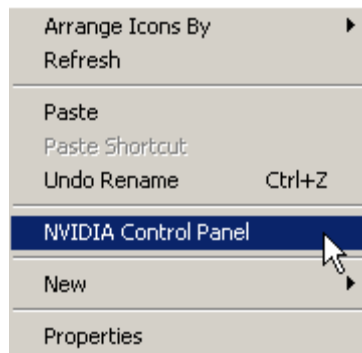 Arrange Icons By
Refresh
Paste
Paste Shortcut
Undo Rename Ctrl+Z
NVIDIA Control Panel
New
Properties